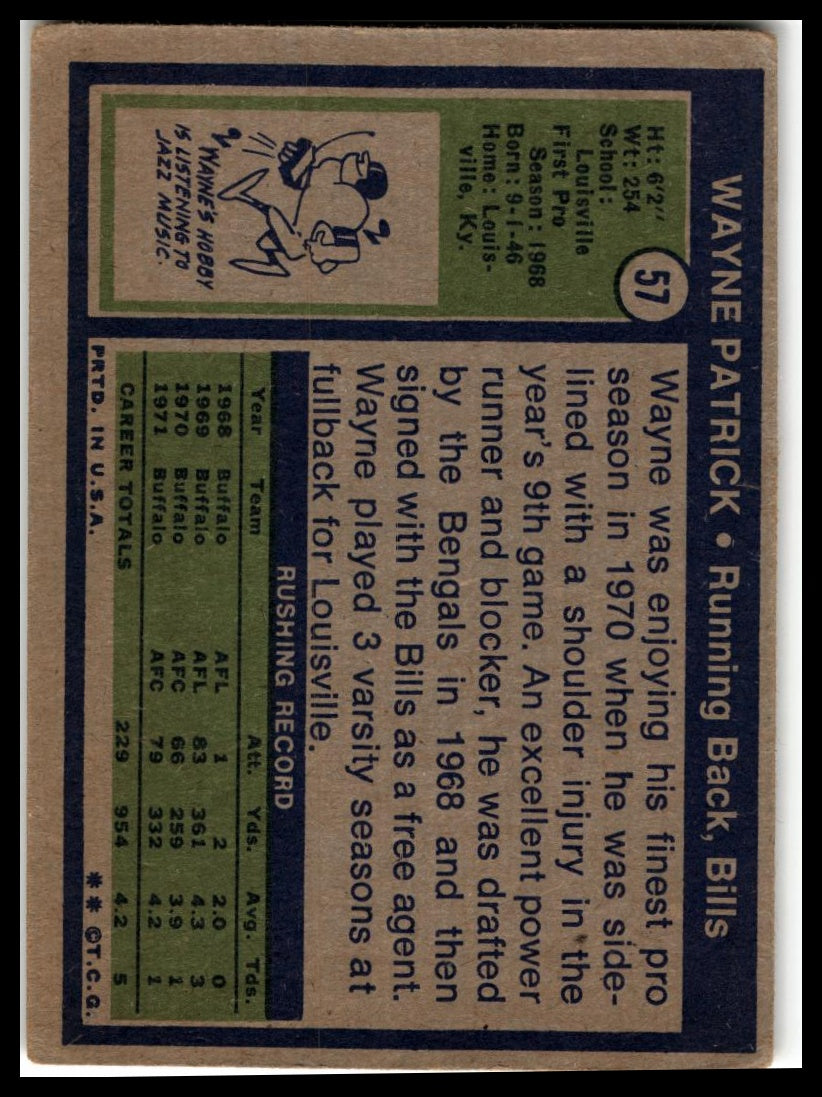 WAYNE PATRICK • Running Back, Bills
57
Ht: 6'2"
Wt: 254
School:
Louisville
First Pro
Season: 1968
Born: 9-1-46
Home: Louis-
ville, Ky.
WAYNE'S HOBBY
IS LISTENING TO
JAZZ MUSIC.
Wayne was enjoying his finest pro
season in 1970 when he was side-
lined with a shoulder injury in the
year's 9th game. An excellent power
runner and blocker, he was drafted
by the Bengals in 1968 and then
signed with the Bills as a free agent.
Wayne played 3 varsity seasons at
fullback for Louisville.
RUSHING RECORD
Year Team Att. Yds. Avg. Tds.
1968 Buffalo AFL 1 2 2.0 0
1969 Buffalo AFL 83 361 4.3 3
1970 Buffalo AFC 66 259 3.9 1
1971 Buffalo AFC 79 332 4.2 1
CAREER TOTALS 229 954 4.2 5
PRTD. IN U.S.A. ** ©T.C.G.